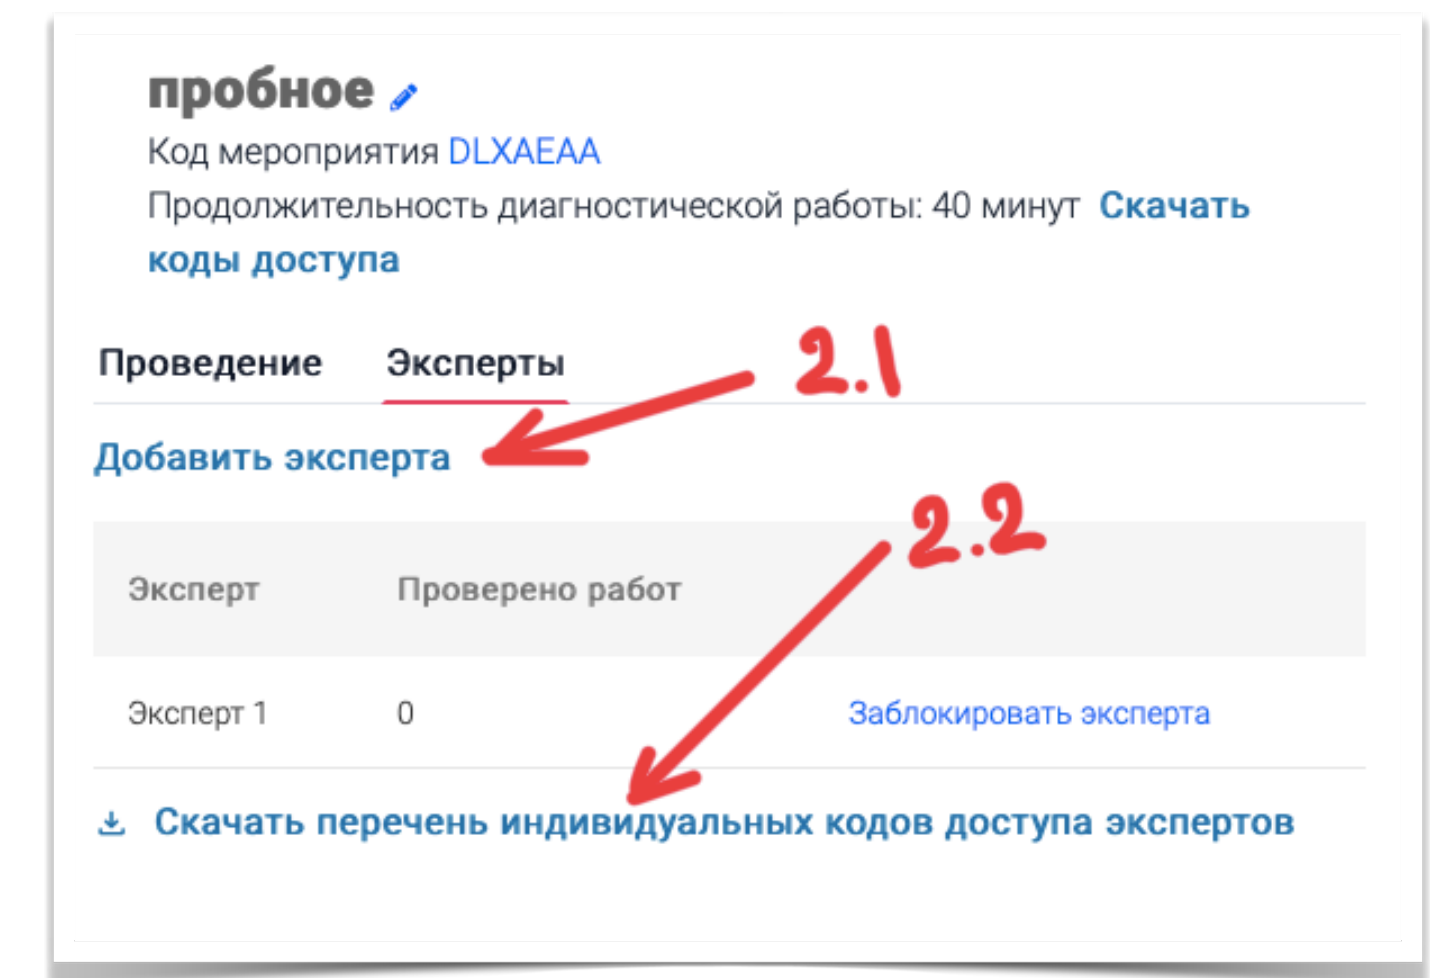 пробное
Код мероприятия DLXAEAA
Продолжительность диагностической работы: 40 минут Скачать
коды доступа
Проведение Эксперты
2.1
Добавить эксперта
2.2
Эксперт Проверено работ
Эксперт 1 0 Заблокировать эксперта
Скачать перечень индивидуальных кодов доступа экспертов